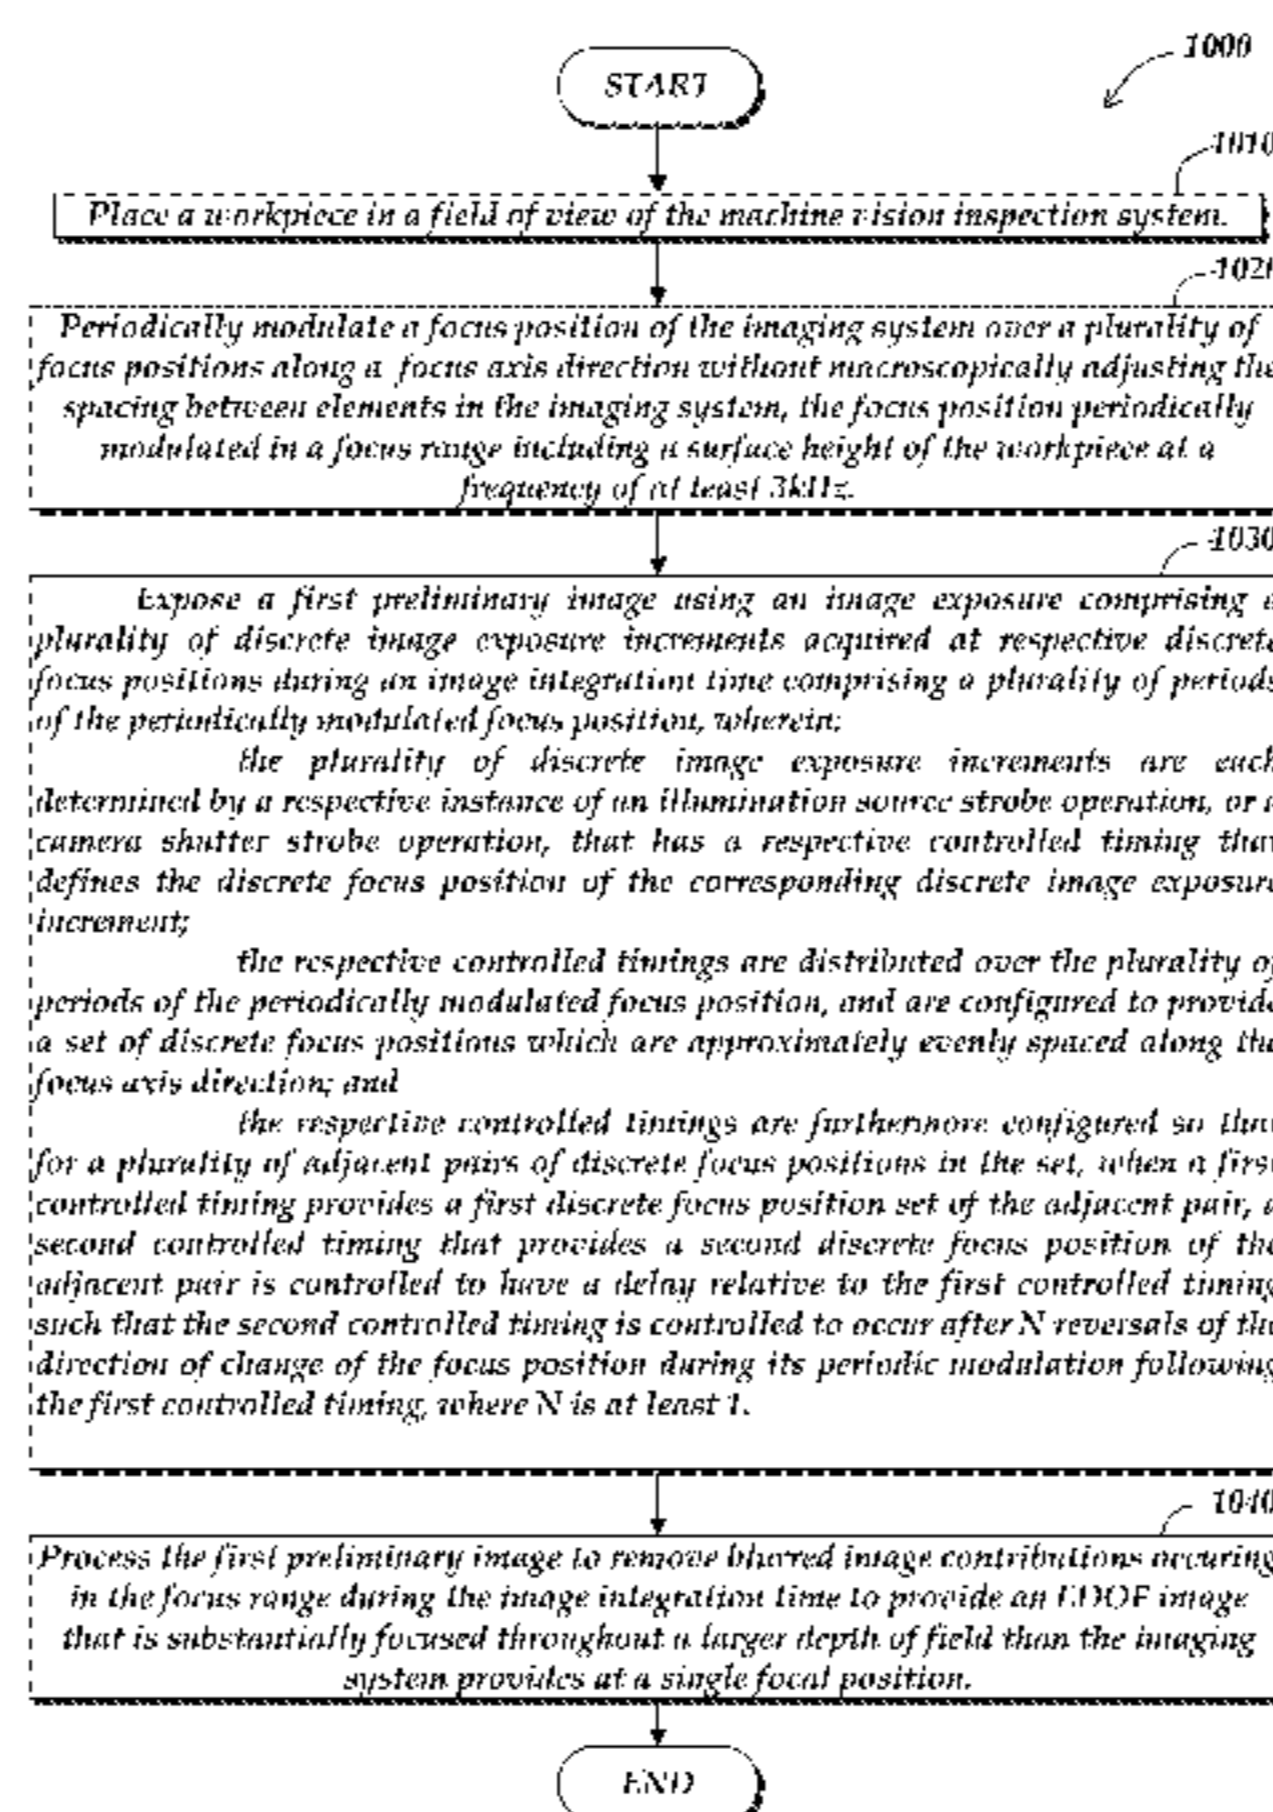 1000
START
1010
Place a workpiece in a field of view of the machine vision inspection system.
102
Periodically modulate a focus position of the imaging system over a plurality of
focus positions along a focus axis direction without macroscopically adjusting the
spacing between elements in the imaging system, the focus position periodically
modulated in a focus range including a surface height of the workpiece at a
frequency of at least 3kHz.
1030
Expose a first preliminary image using an image exposure comprising a
plurality of discrete image exposure increments acquired at respective discrete
focus positions during an image integration time comprising a plurality of periods
of the periodically modulated focus position, wherein:
the plurality of discrete image exposure increments are each
determined by a respective instance of an illumination source strobe operation, or a
camera shutter strobe operation, that has a respective controlled timing that
defines the discrete focus position of the corresponding discrete image exposure
increment;
the respective controlled timings are distributed over the plurality of
periods of the periodically modulated focus position, and are configured to provide
a set of discrete focus positions which are approximately evenly spaced along the
focus axis direction; and
the respective controlled timings are furthermore configured so that
for a plurality of adjacent pairs of discrete focus positions in the set, when a first
controlled timing provides a first discrete focus position set of the adjacent pair, a
second controlled timing that provides a second discrete focus position of the
adjacent pair is controlled to have a delay relative to the first controlled timing
such that the second controlled timing is controlled to occur after N reversals of the
direction of change of the focus position during its periodic modulation following
the first controlled timing, where N is at least 1.
1040
Process the first preliminary image to remove blurred image contributions occuring
in the focus range during the image integration time to provide an EDOF image
that is substantially focused throughout a larger depth of field than the imaging
system provides at a single focal position.
END